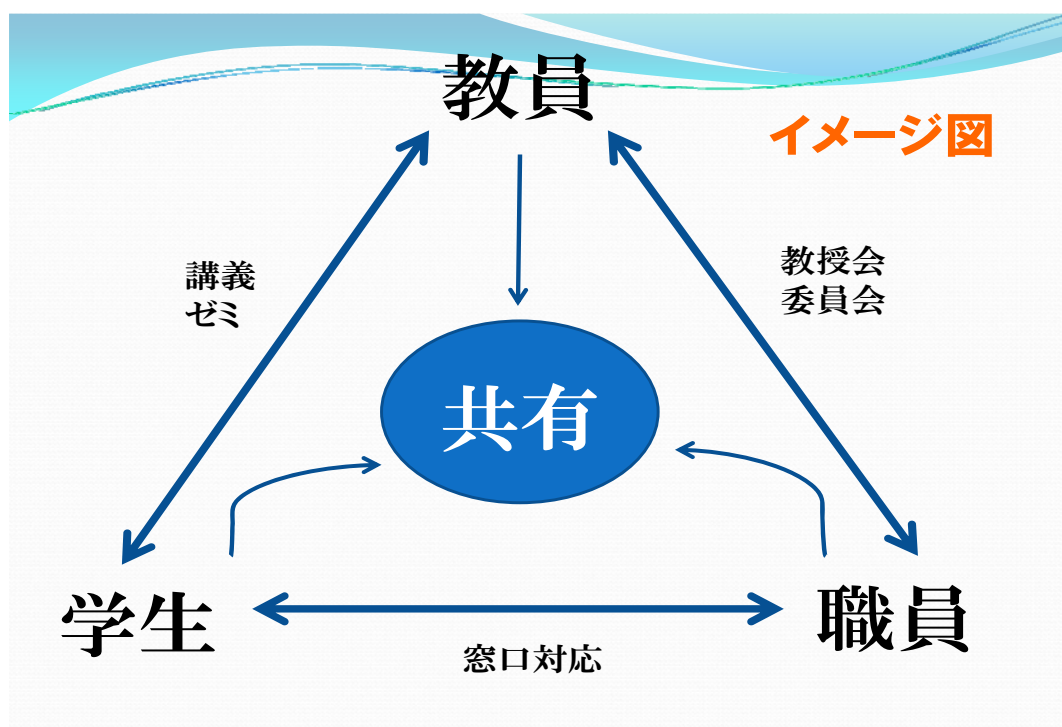 教員
イメージ図
講義
ゼミ
教授会
委員会
共有
学生
職員
窓口対応